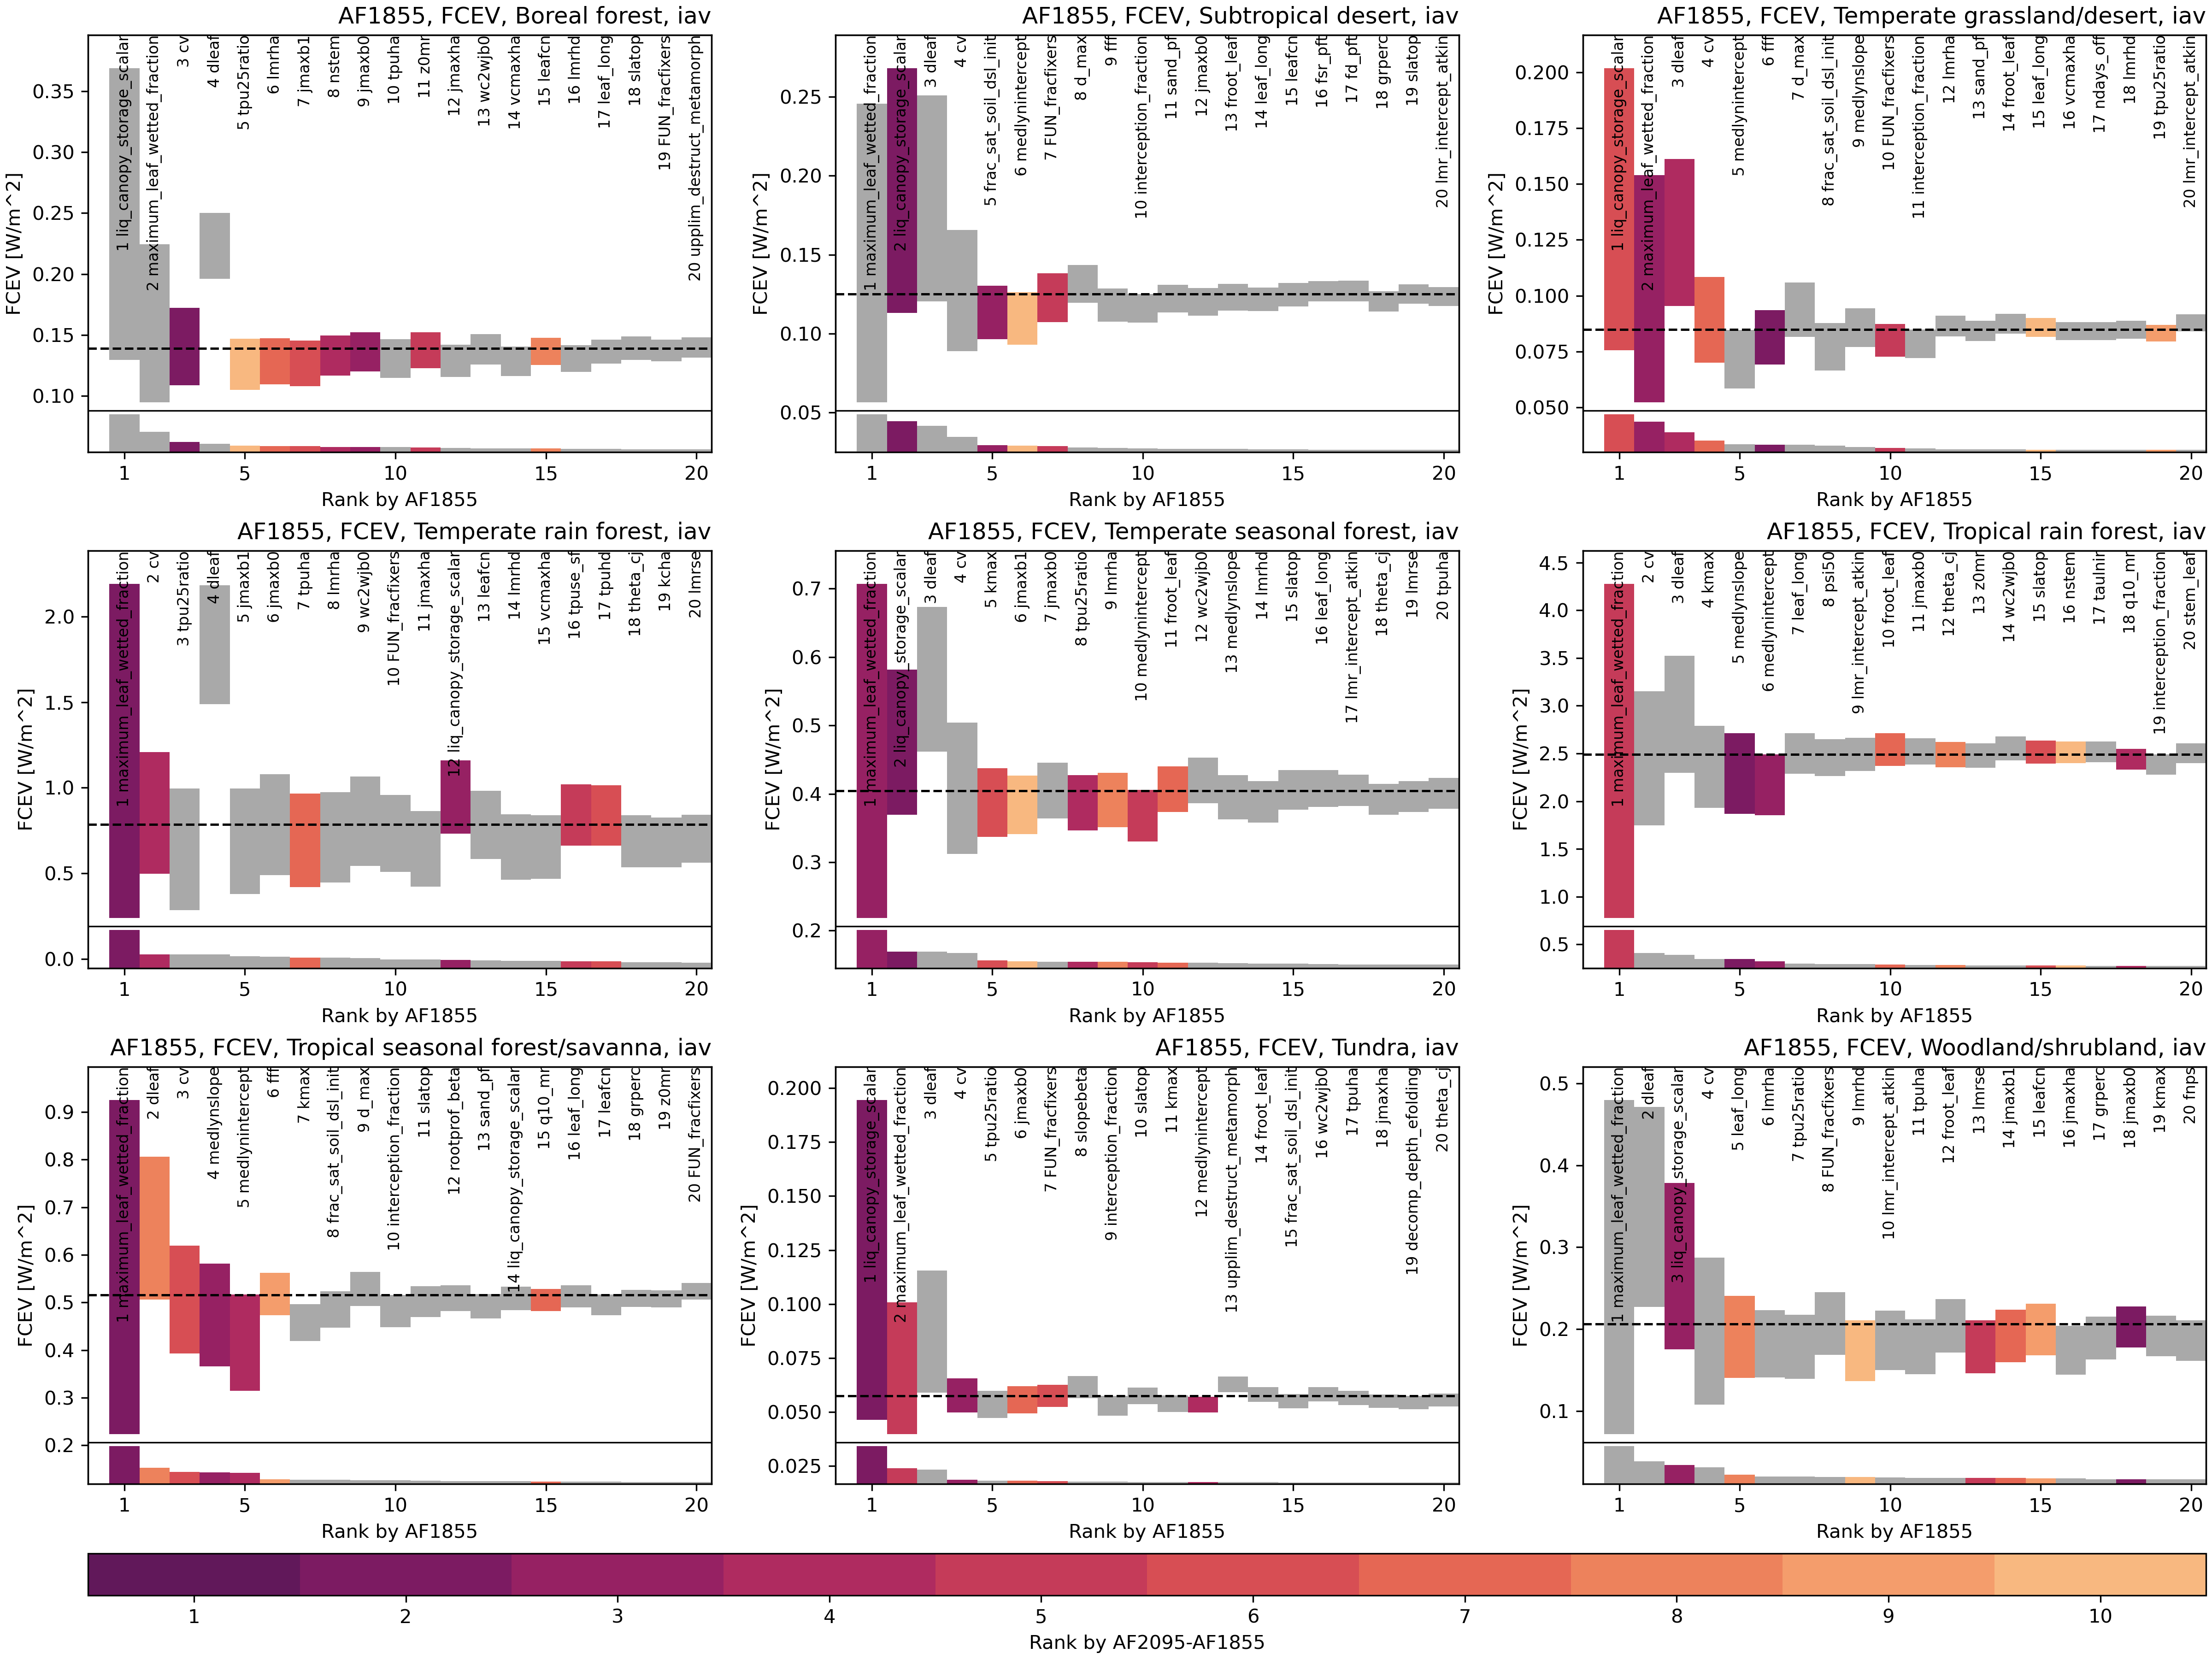 AF1855, FCEV, Boreal forest, iav
FCEV [W/m^2]
0.35
0.30
0.25
0.20
0.15
0.10
1 liq_canopy_storage_scalar
2 maximum_leaf_wetted_fraction
3 cv
4 dleaf
5 tpu25ratio
6 lmrha
7 jmaxb1
8 nstem
9 jmaxb0
10 tpuha
11 z0mr
12 jmaxha
13 wc2wjb0
14 vcmaxha
15 leafcn
16 lmrhd
17 leaf_long
18 slatop
19 FUN_fracfixers
20 upplim_destruct_metamorph
1 5 10 15 20
Rank by AF1855
AF1855, FCEV, Subtropical desert, iav
FCEV [W/m^2]
0.25
0.20
0.15
0.10
0.05
1 maximum_leaf_wetted_fraction
2 liq_canopy_storage_scalar
3 dleaf
4 cv
5 frac_sat_soil_dsl_init
6 medlynintercept
7 FUN_fracfixers
8 d_max
9 fff
10 interception_fraction
11 sand_pf
12 jmaxb0
13 froot_leaf
14 leaf_long
15 leafcn
16 fsr_pft
17 fd_pft
18 grperc
19 slatop
20 lmr_intercept_atkin
1 5 10 15 20
Rank by AF1855
AF1855, FCEV, Temperate grassland/desert, iav
FCEV [W/m^2]
0.200
0.175
0.150
0.125
0.100
0.075
0.050
1 liq_canopy_storage_scalar
2 maximum_leaf_wetted_fraction
3 dleaf
4 cv
5 medlynintercept
6 fff
7 d_max
8 frac_sat_soil_dsl_init
9 medlynslope
10 FUN_fracfixers
11 interception_fraction
12 lmrha
13 sand_pf
14 froot_leaf
15 leaf_long
16 vcmaxha
17 ndays_off
18 lmrhd
19 tpu25ratio
20 lmr_intercept_atkin
1 5 10 15 20
Rank by AF1855
AF1855, FCEV, Temperate rain forest, iav
FCEV [W/m^2]
2.0
1.5
1.0
0.5
0.0
1 maximum_leaf_wetted_fraction
2 cv
3 tpu25ratio
4 dleaf
5 jmaxb1
6 jmaxb0
7 tpuha
8 lmrha
9 wc2wjb0
10 FUN_fracfixers
11 jmaxha
12 liq_canopy_storage_scalar
13 leafcn
14 lmrhd
15 vcmaxha
16 tpuse_sf
17 tpuhd
18 theta_cj
19 kcha
20 lmrse
1 5 10 15 20
Rank by AF1855
AF1855, FCEV, Temperate seasonal forest, iav
FCEV [W/m^2]
0.7
0.6
0.5
0.4
0.3
0.2
1 maximum_leaf_wetted_fraction
2 liq_canopy_storage_scalar
3 dleaf
4 cv
5 kmax
6 jmaxb1
7 jmaxb0
8 tpu25ratio
9 lmrha
10 medlynintercept
11 froot_leaf
12 wc2wjb0
13 medlynslope
14 lmrhd
15 slatop
16 leaf_long
17 lmr_intercept_atkin
18 theta_cj
19 lmrse
20 tpuha
1 5 10 15 20
Rank by AF1855
AF1855, FCEV, Tropical rain forest, iav
FCEV [W/m^2]
4.5
4.0
3.5
3.0
2.5
2.0
1.5
1.0
0.5
1 maximum_leaf_wetted_fraction
2 cv
3 dleaf
4 kmax
5 medlynslope
6 medlynintercept
7 leaf_long
8 psi50
9 lmr_intercept_atkin
10 froot_leaf
11 jmaxb0
12 theta_cj
13 z0mr
14 wc2wjb0
15 slatop
16 nstem
17 taulnir
18 q10_mr
19 interception_fraction
20 stem_leaf
1 5 10 15 20
Rank by AF1855
AF1855, FCEV, Tropical seasonal forest/savanna, iav
FCEV [W/m^2]
0.9
0.8
0.7
0.6
0.5
0.4
0.3
0.2
1 maximum_leaf_wetted_fraction
2 dleaf
3 cv
4 medlynslope
5 medlynintercept
6 fff
7 kmax
8 frac_sat_soil_dsl_init
9 d_max
10 interception_fraction
11 slatop
12 rootprof_beta
13 sand_pf
14 liq_canopy_storage_scalar
15 q10_mr
16 leaf_long
17 leafcn
18 grperc
19 z0mr
20 FUN_fracfixers
1 5 10 15 20
Rank by AF1855
AF1855, FCEV, Tundra, iav
FCEV [W/m^2]
0.200
0.175
0.150
0.125
0.100
0.075
0.050
0.025
1 liq_canopy_storage_scalar
2 maximum_leaf_wetted_fraction
3 dleaf
4 cv
5 tpu25ratio
6 jmaxb0
7 FUN_fracfixers
8 slopebeta
9 interception_fraction
10 slatop
11 kmax
12 medlynintercept
13 upplim_destruct_metamorph
14 froot_leaf
15 frac_sat_soil_dsl_init
16 wc2wjb0
17 tpuha
18 jmaxha
19 decomp_depth_efolding
20 theta_cj
1 5 10 15 20
Rank by AF1855
AF1855, FCEV, Woodland/shrubland, iav
FCEV [W/m^2]
0.5
0.4
0.3
0.2
0.1
1 maximum_leaf_wetted_fraction
2 dleaf
3 liq_canopy_storage_scalar
4 cv
5 leaf_long
6 lmrha
7 tpu25ratio
8 FUN_fracfixers
9 lmrhd
10 lmr_intercept_atkin
11 tpuha
12 froot_leaf
13 lmrse
14 jmaxb1
15 leafcn
16 jmaxha
17 grperc
18 jmaxb0
19 kmax
20 fnps
1 5 10 15 20
Rank by AF1855
1 2 3 4 5 6 7 8 9 10
Rank by AF2095-AF1855